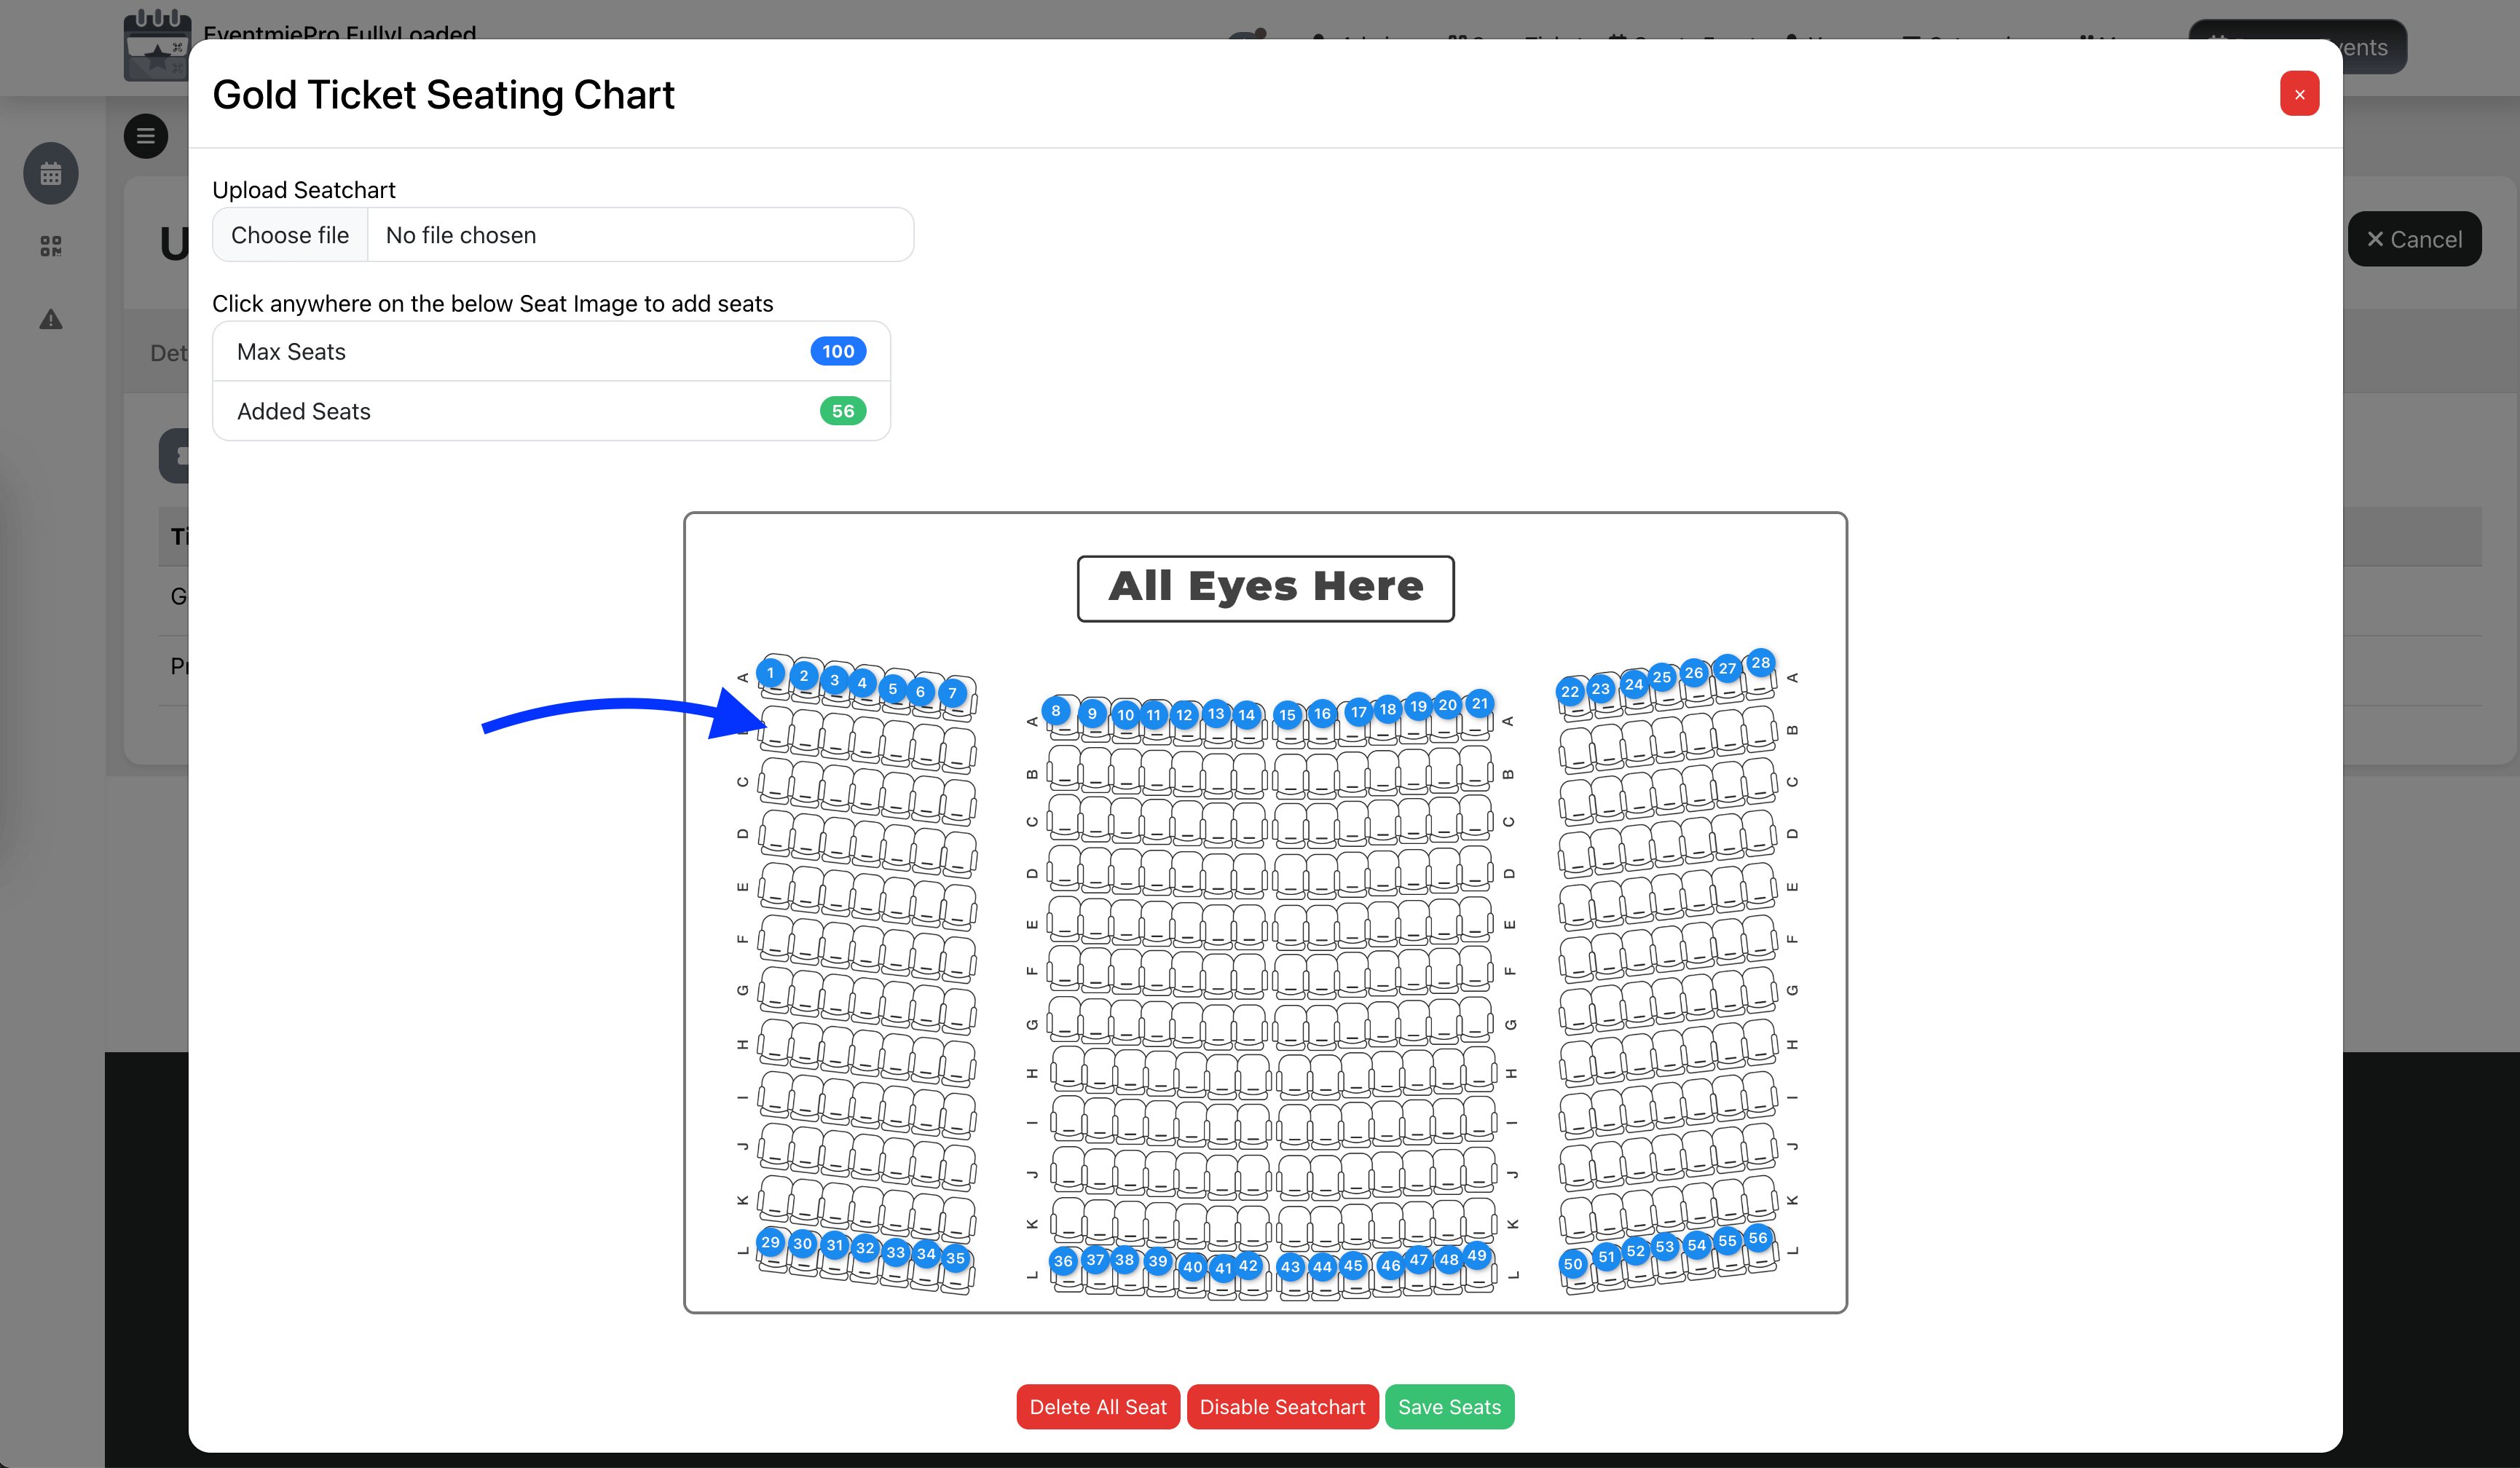 EventmiePro FullyLoaded
Gold Ticket Seating Chart
×
Upload Seatchart
Choose file No file chosen
Cancel
Click anywhere on the below Seat Image to add seats
Max Seats 100
Added Seats 56
All Eyes Here
A 1 2 3 4 5 6 7
A 8 9 10 11 12 13 14 15 16 17 18 19 20 21 A
22 23 24 25 26 27 28 A
B B B
C C C C
D D D D
E E E E
F F F F
G G G G
H H H H
I I I I
J J J J
K K K K
L 29 30 31 32 33 34 35
L 36 37 38 39 40 41 42 43 44 45 46 47 48 49 L
50 51 52 53 54 55 56 L
Delete All Seat Disable Seatchart Save Seats